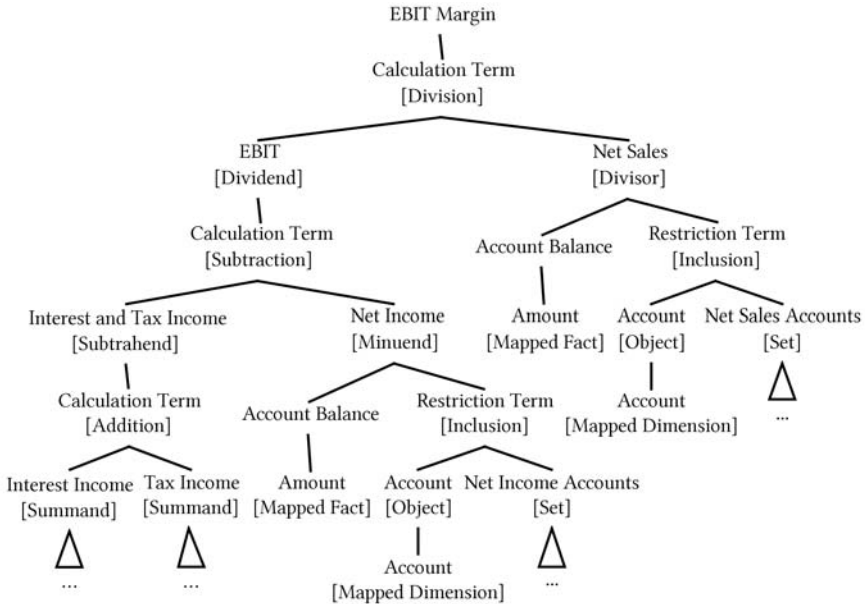 EBIT Margin
Calculation Term
[Division]
EBIT
[Dividend]
Net Sales
[Divisor]
Calculation Term
[Subtraction]
Account Balance
Restriction Term
[Inclusion]
Interest and Tax Income
[Subtrahend]
Net Income
[Minuend]
Amount
[Mapped Fact]
Account
[Object]
Net Sales Accounts
[Set]
Calculation Term
[Addition]
Account Balance
Restriction Term
[Inclusion]
Account
[Mapped Dimension]
...
Interest Income
[Summand]
Tax Income
[Summand]
Amount
[Mapped Fact]
Account
[Object]
Net Income Accounts
[Set]
...
...
Account
[Mapped Dimension]
...